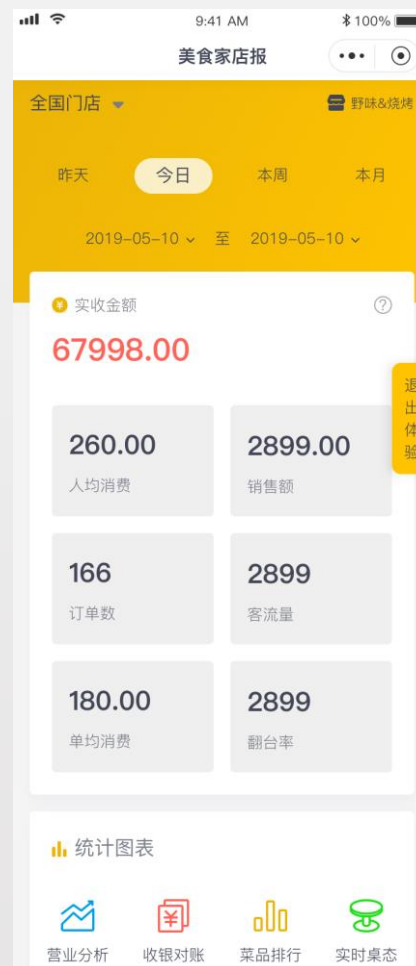 9:41 AM 100%
美食家店报
全国门店 野味&烧烤
昨天 今日 本周 本月
2019-05-10 至 2019-05-10
¥ 实收金额 ?
67998.00
退出体验
260.00 2899.00
人均消费 销售额
166 2899
订单数 客流量
180.00 2899
单均消费 翻台率
统计图表
¥
营业分析 收银对账 菜品排行 实时桌态